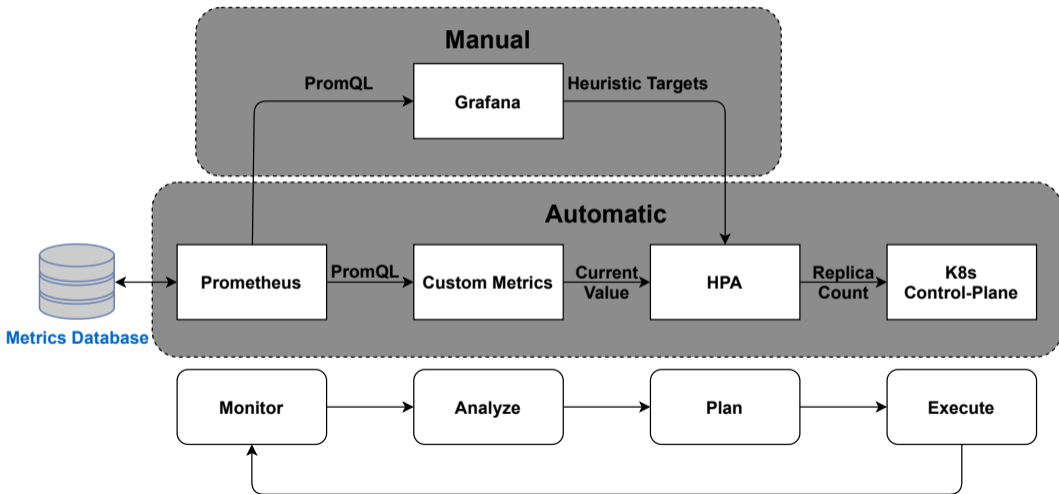 Manual
PromQL
Grafana
Heuristic Targets
Automatic
Prometheus
PromQL
Custom Metrics
Current
Value
HPA
Replica
Count
K8s
Control-Plane
Metrics Database
Monitor
Analyze
Plan
Execute